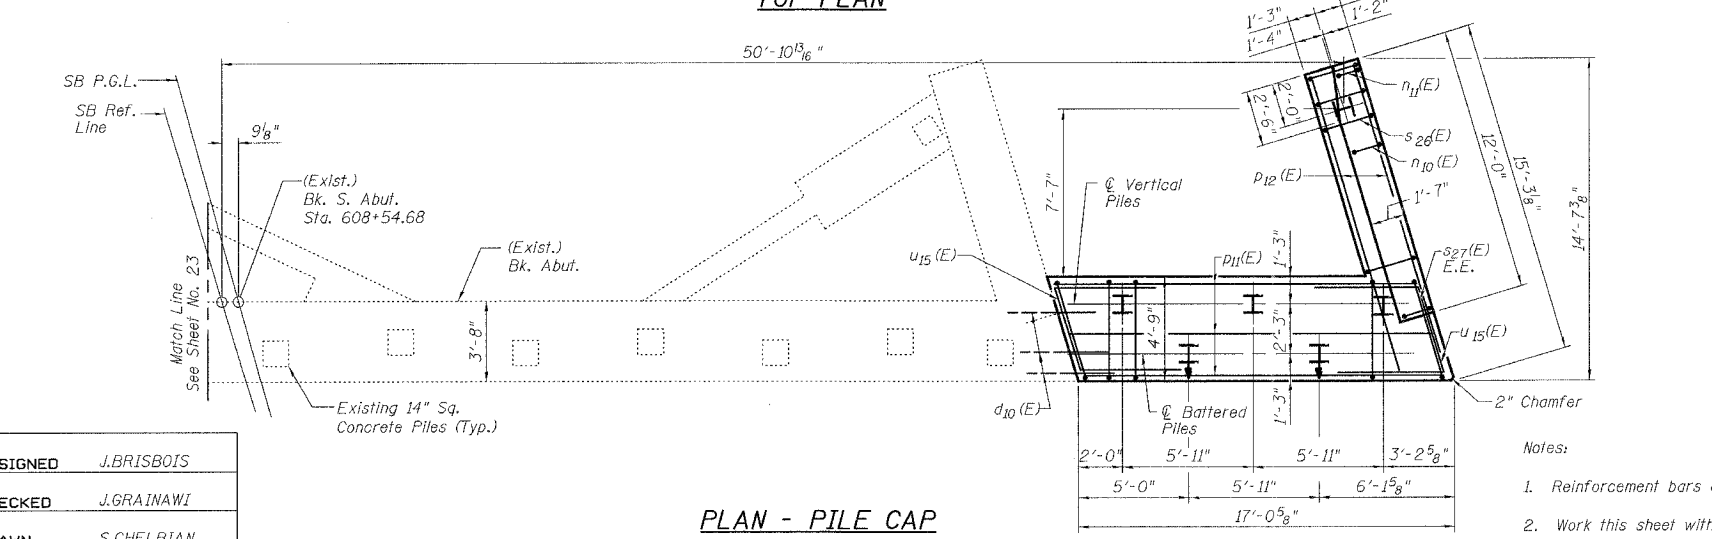 TOP PLAN
50'-10 13/16"
SB P.G.L.
SB Ref.
Line
9 1/8"
(Exist.)
Bk. S. Abut.
Sta. 608+54.68
(Exist.)
Bk. Abut.
Match Line
See Sheet No. 23
3'-8"
Existing 14" Sq.
Concrete Piles (Typ.)
1'-3"
1'-4"
1'-2"
2'-0"
2'-6"
n11(E)
s26(E)
n10(E)
p12(E)
1'-7"
12'-0"
15'-3 1/8"
14'-7 3/8"
7'-7"
℄ Vertical
Piles
u15(E)
p11(E)
1'-3"
s27(E)
E.E.
4'-9"
2'-3"
u15(E)
d10(E)
℄ Battered
Piles
1'-3"
2" Chamfer
2'-0"
5'-11"
5'-11"
3'-2 5/8"
5'-0"
5'-11"
6'-1 5/8"
17'-0 5/8"
PLAN - PILE CAP
SIGNED J.BRISBOIS
ECKED J.GRAINAWI
Notes:
1. Reinforcement bars
2. Work this sheet with